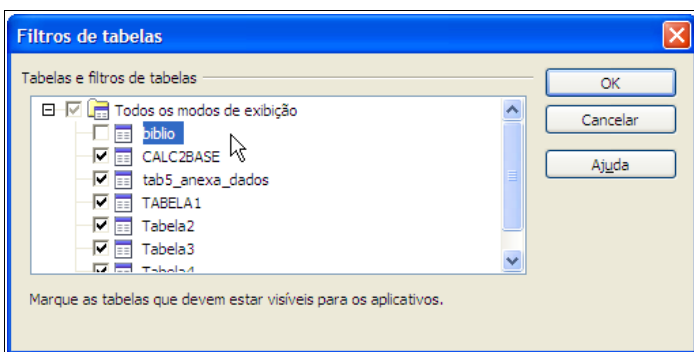 Filtros de tabelas
Tabelas e filtros de tabelas
OK
Cancelar
Ajuda
Todos os modos de exibição
biblio
CALC2BASE
tab5_anexa_dados
TABELA1
Tabela2
Tabela3
Tabela4
Marque as tabelas que devem estar visíveis para os aplicativos.